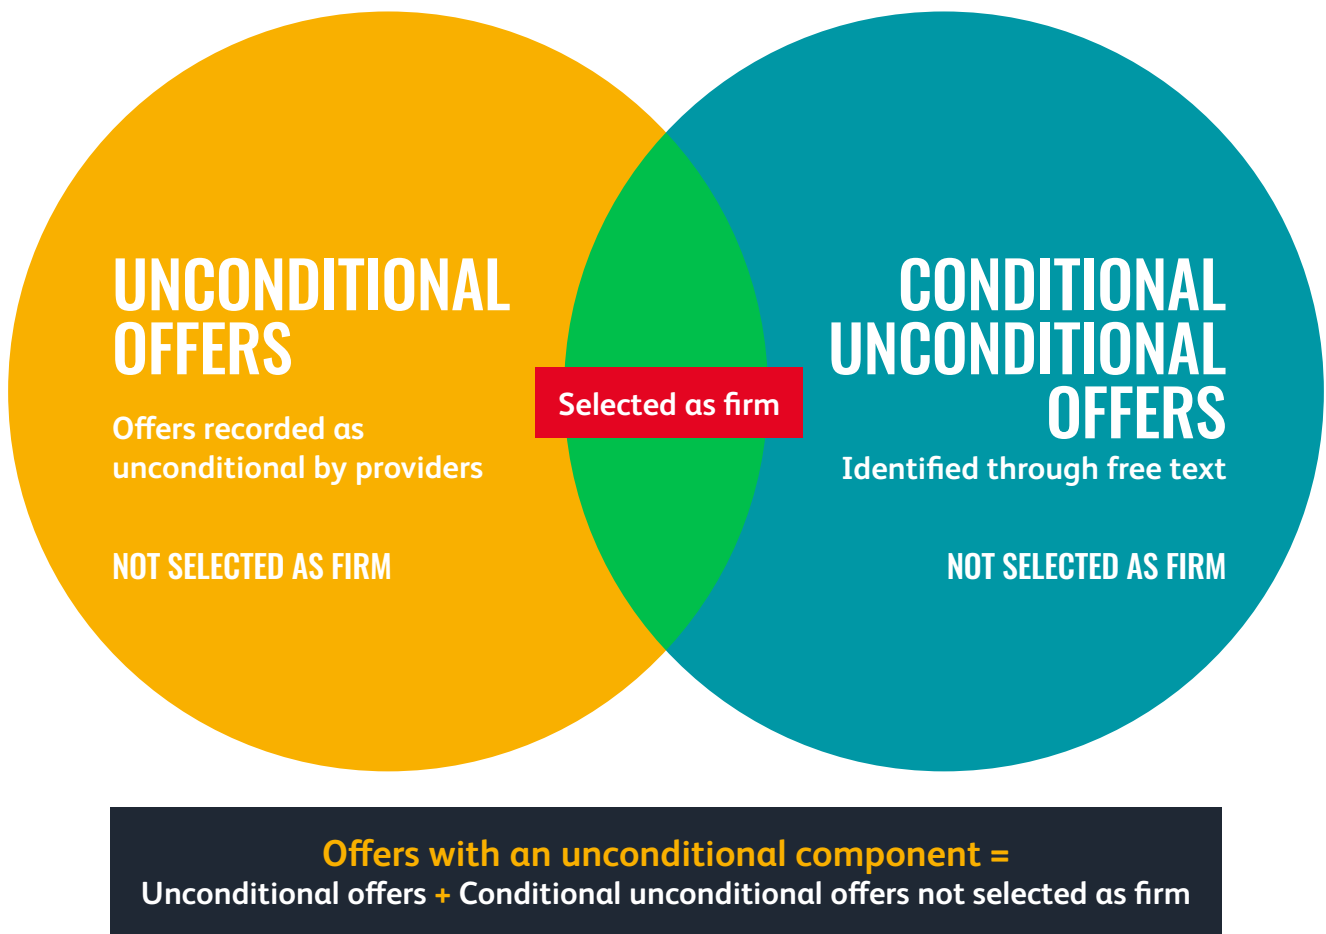 UNCONDITIONAL
OFFERS
Offers recorded as
unconditional by providers
NOT SELECTED AS FIRM
Selected as firm
CONDITIONAL
UNCONDITIONAL
OFFERS
Identified through free text
NOT SELECTED AS FIRM
Offers with an unconditional component =
Unconditional offers + Conditional unconditional offers not selected as firm